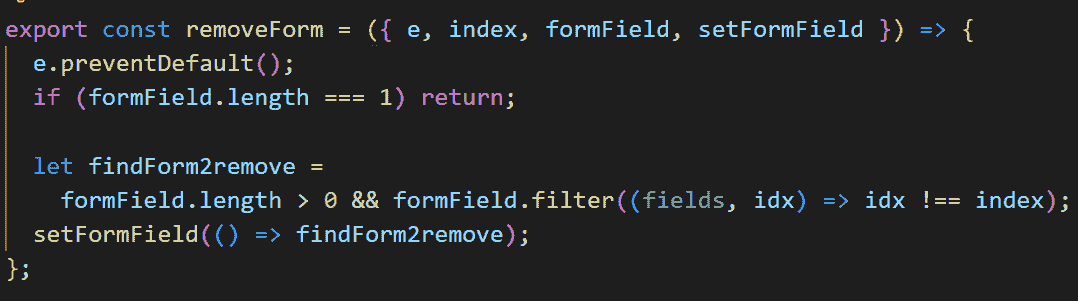 export const removeForm = ({ e, index, formField, setFormField }) => {
  e.preventDefault();
  if (formField.length === 1) return;

  let findForm2remove =
    formField.length > 0 && formField.filter((fields, idx) => idx !== index);
  setFormField(() => findForm2remove);
};